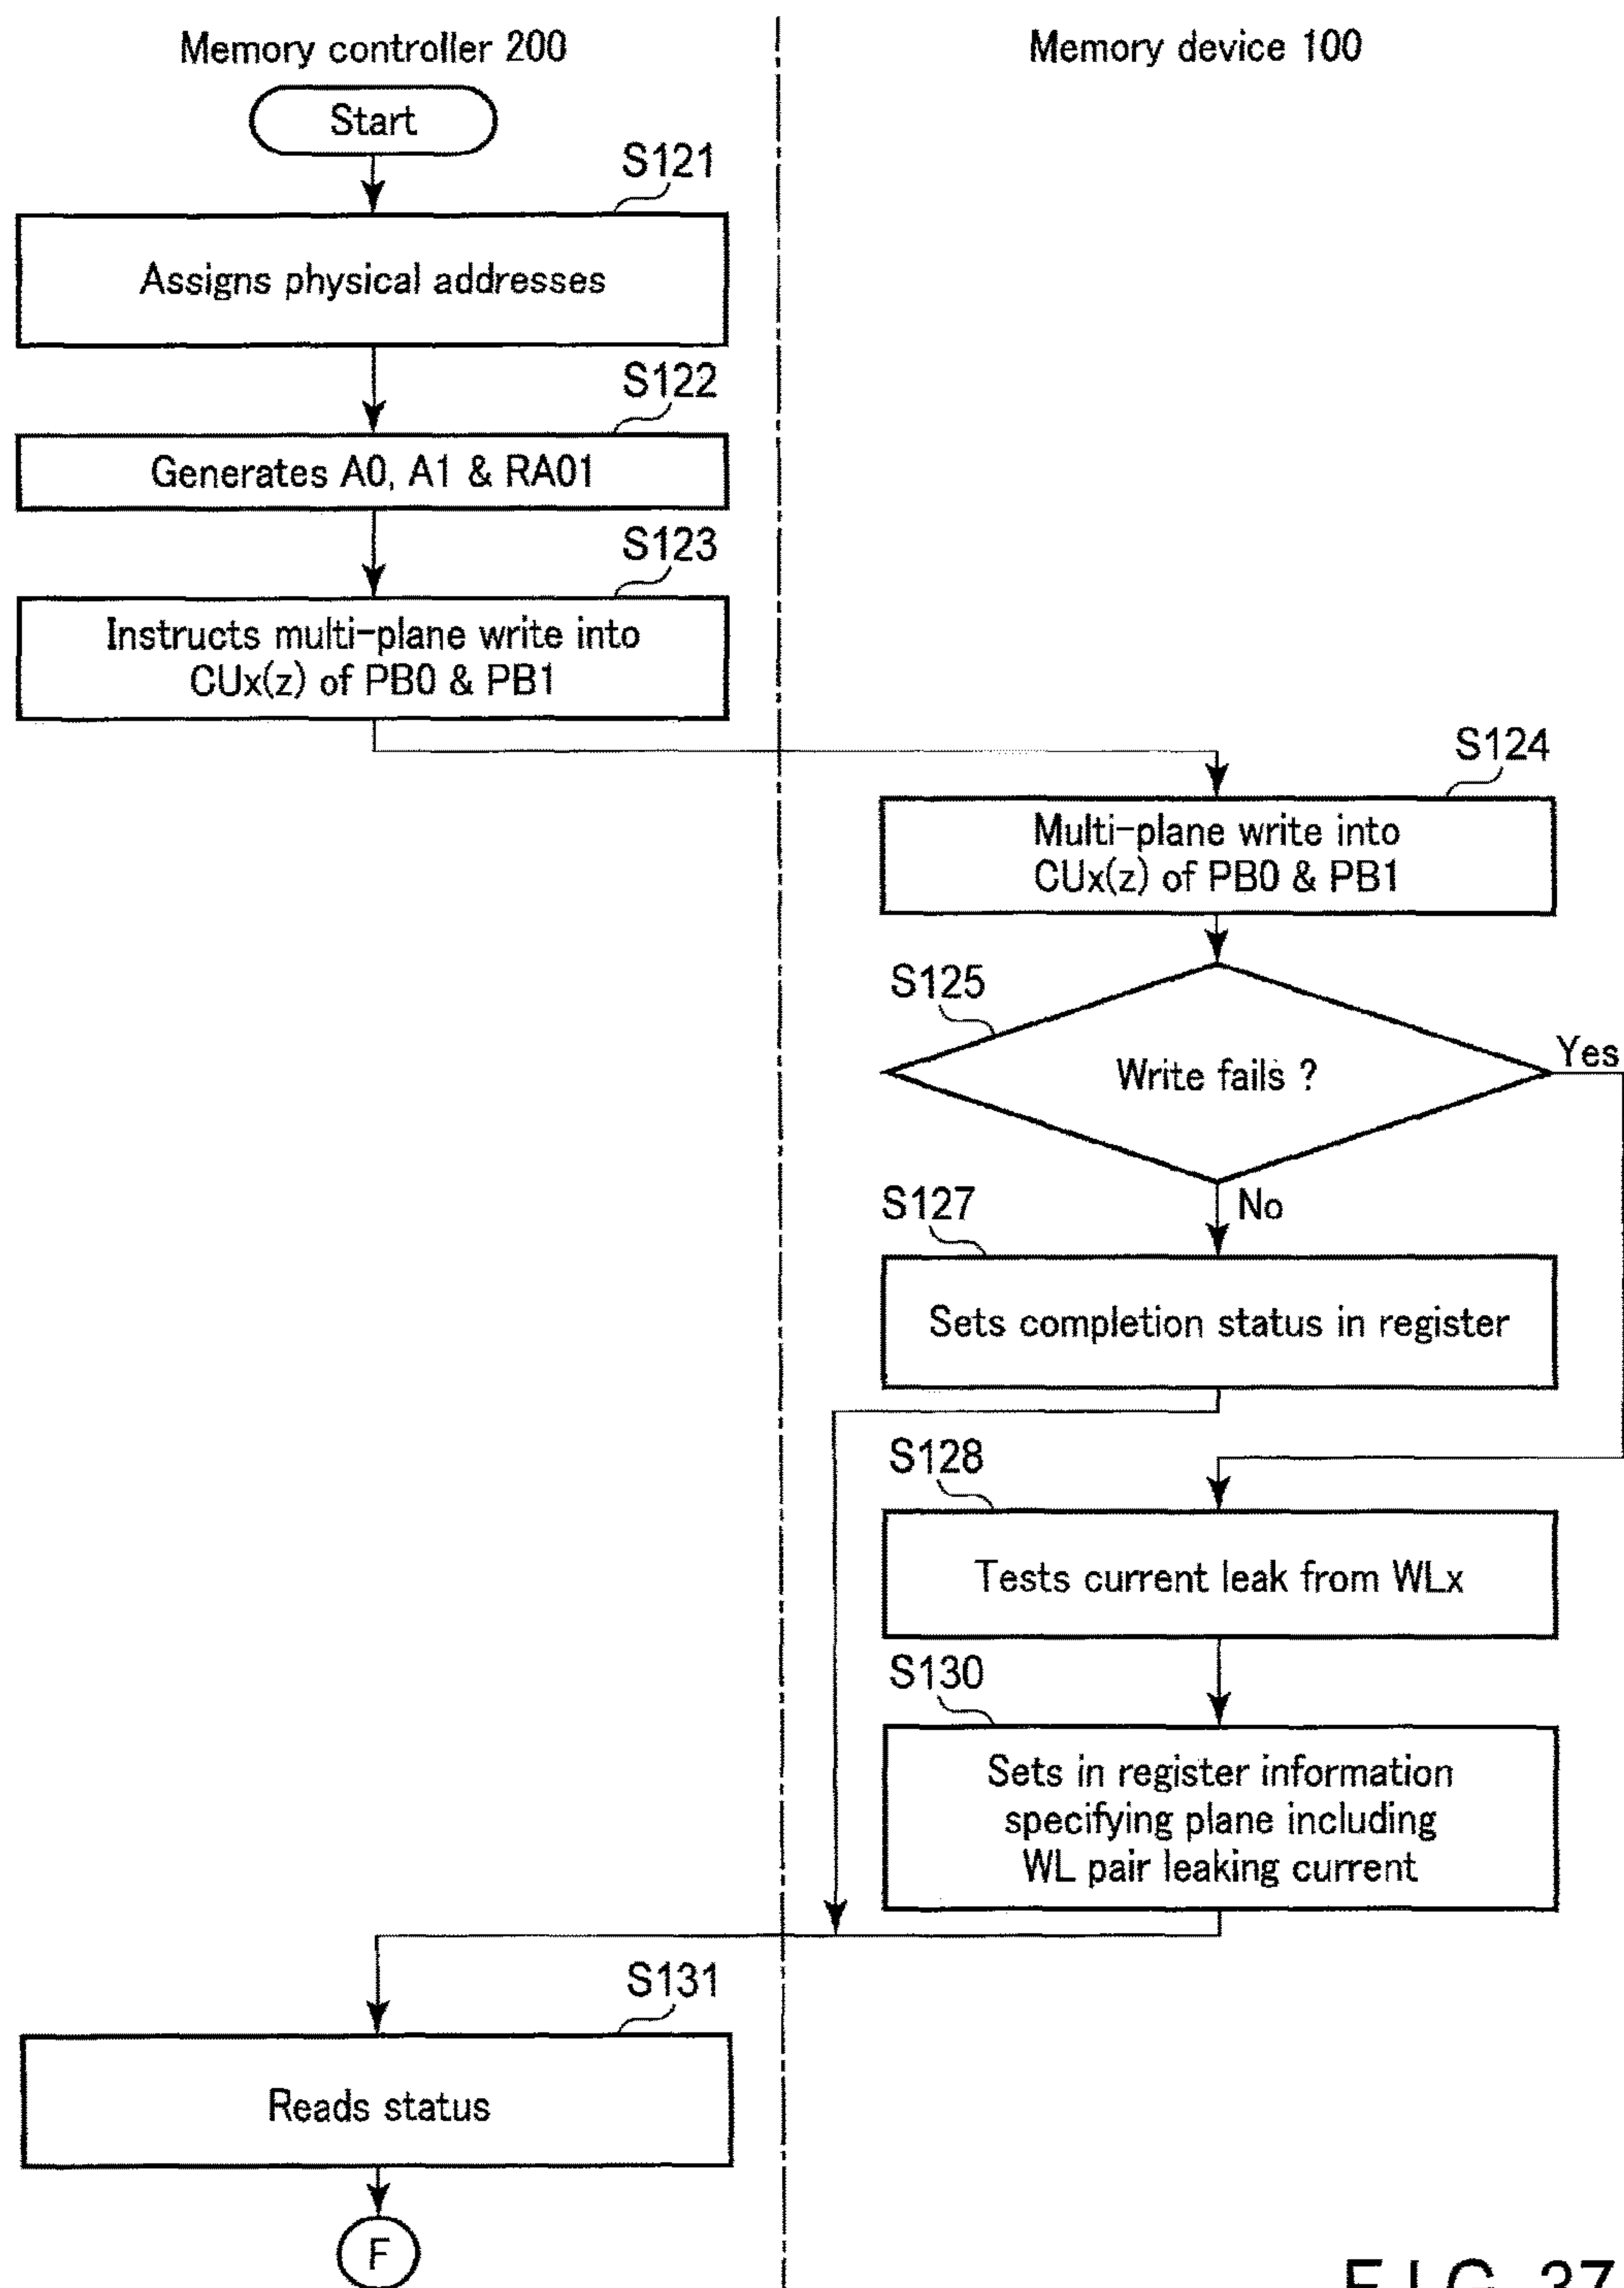 Memory controller 200
Memory device 100
Start
S121
Assigns physical addresses
S122
Generates A0, A1 & RA01
S123
Instructs multi-plane write into
CUx(z) of PB0 & PB1
S124
Multi-plane write into
CUx(z) of PB0 & PB1
S125
Write fails ?
Yes
No
S127
Sets completion status in register
S128
Tests current leak from WLx
S130
Sets in register information
specifying plane including
WL pair leaking current
S131
Reads status
F
FIG. 37